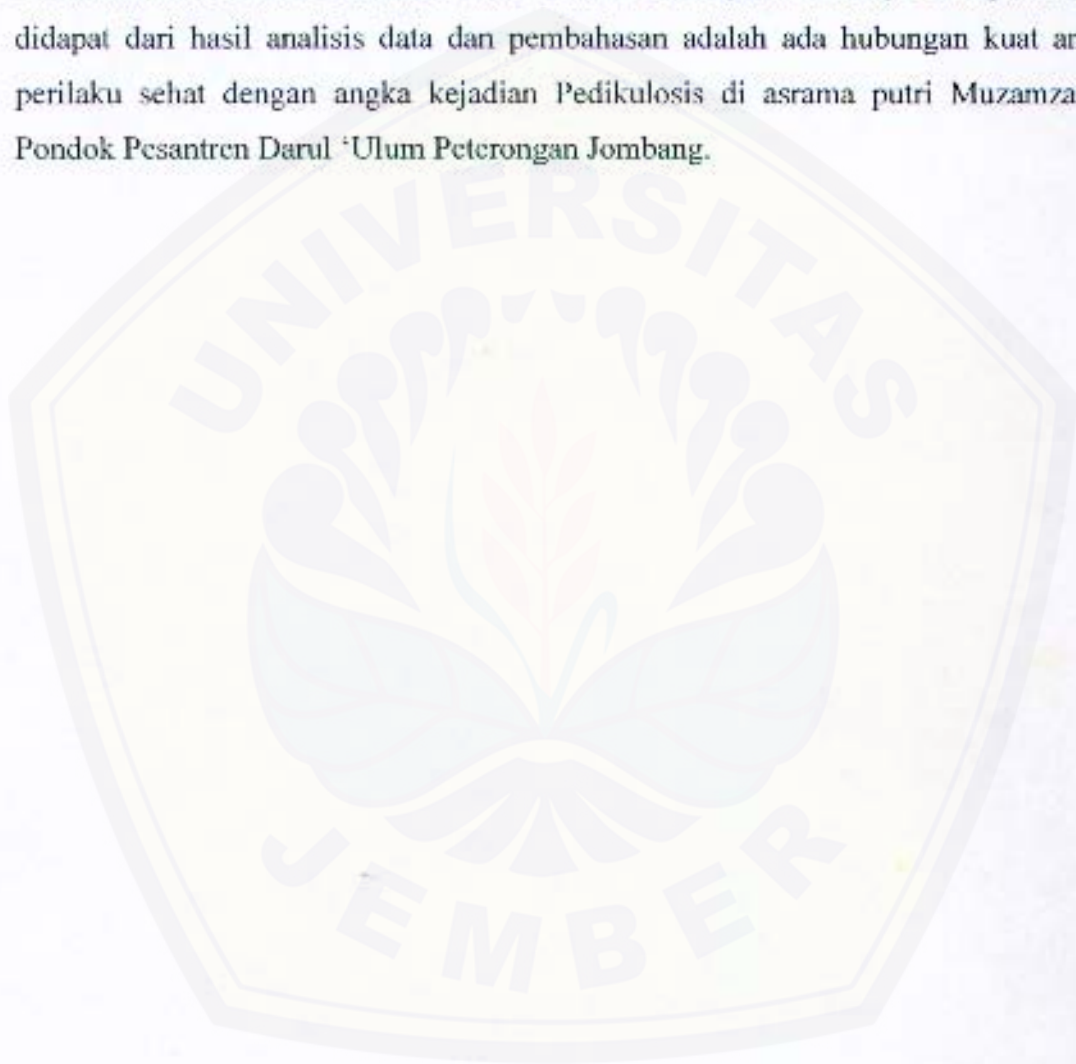 didapat dari hasil analisis data dan pembahasan adalah ada hubungan kuat ar
perilaku sehat dengan angka kejadian Pedikulosis di asrama putri Muzamza
Pondok Pesantren Darul ‘Ulum Peterongan Jombang.
UNIVERSITAS
JEMBER